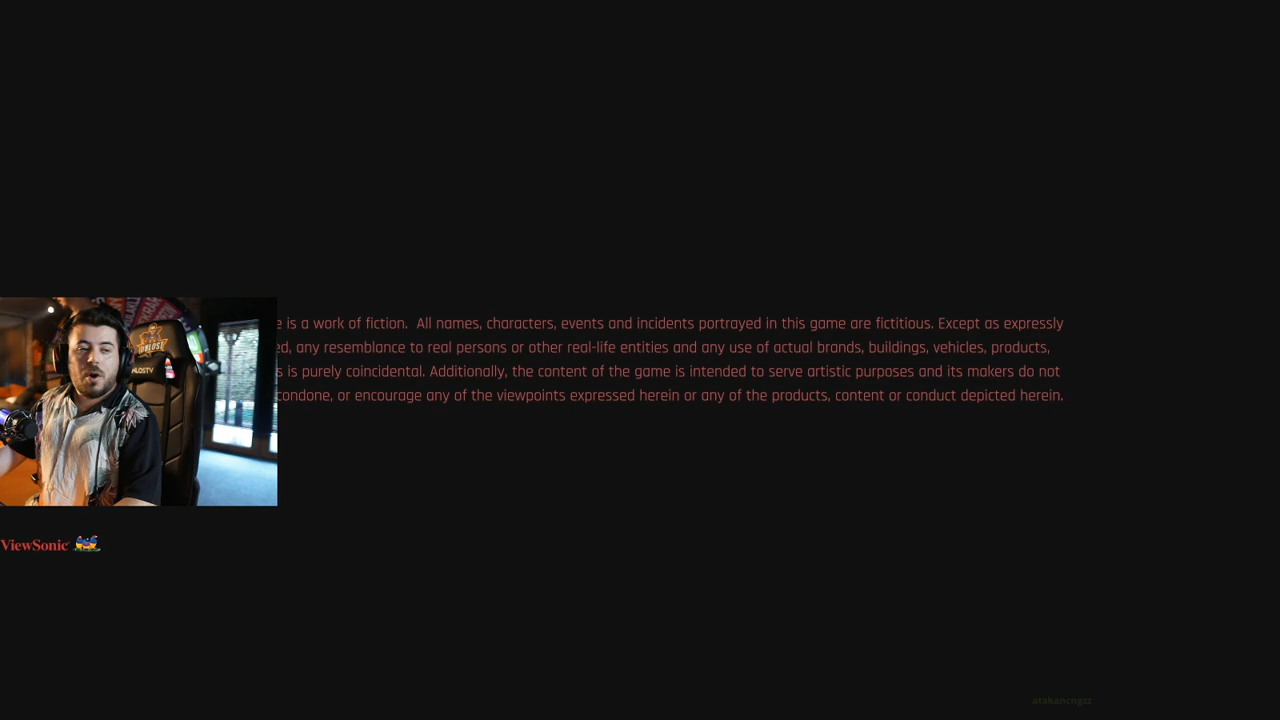 e is a work of fiction.  All names, characters, events and incidents portrayed in this game are fictitious. Except as expressly
ed, any resemblance to real persons or other real-life entities and any use of actual brands, buildings, vehicles, products,
s is purely coincidental. Additionally, the content of the game is intended to serve artistic purposes and its makers do not
condone, or encourage any of the viewpoints expressed herein or any of the products, content or conduct depicted herein.
UNLOST
UNLOSTV
ViewSonic
atakancngzz